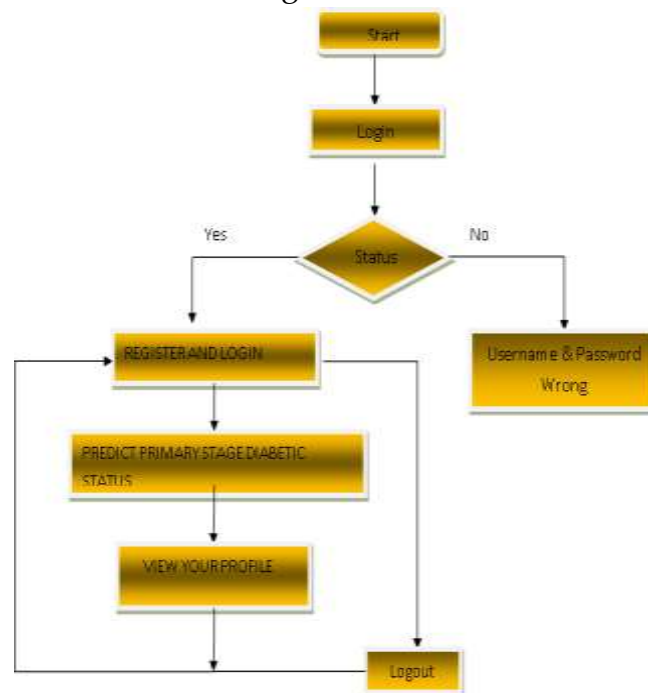 Start
Login
Yes
No
Status
REGISTER AND LOGIN
Username & Password
Wrong
PREDICT PRIMARY STAGE DIABETIC
STATUS
VIEW YOUR PROFILE
Logout